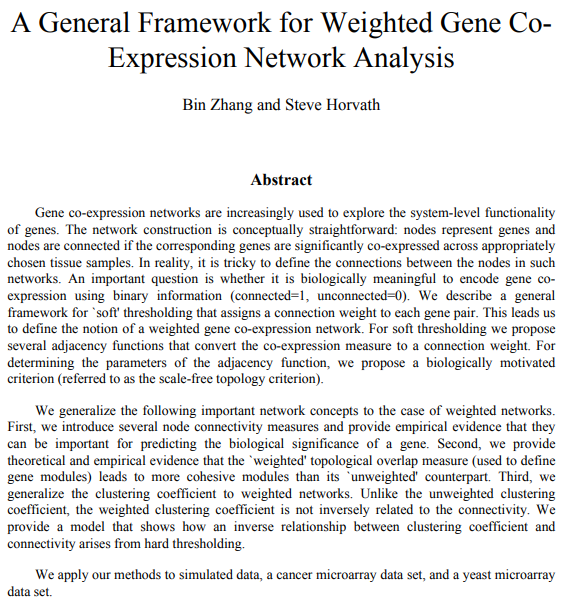 A General Framework for Weighted Gene Co-
Expression Network Analysis
Bin Zhang and Steve Horvath
Abstract
Gene co-expression networks are increasingly used to explore the system-level functionality
of genes. The network construction is conceptually straightforward: nodes represent genes and
nodes are connected if the corresponding genes are significantly co-expressed across appropriately
chosen tissue samples. In reality, it is tricky to define the connections between the nodes in such
networks. An important question is whether it is biologically meaningful to encode gene co-
expression using binary information (connected=1, unconnected=0). We describe a general
framework for `soft' thresholding that assigns a connection weight to each gene pair. This leads us
to define the notion of a weighted gene co-expression network. For soft thresholding we propose
several adjacency functions that convert the co-expression measure to a connection weight. For
determining the parameters of the adjacency function, we propose a biologically motivated
criterion (referred to as the scale-free topology criterion).
We generalize the following important network concepts to the case of weighted networks.
First, we introduce several node connectivity measures and provide empirical evidence that they
can be important for predicting the biological significance of a gene. Second, we provide
theoretical and empirical evidence that the `weighted' topological overlap measure (used to define
gene modules) leads to more cohesive modules than its `unweighted' counterpart. Third, we
generalize the clustering coefficient to weighted networks. Unlike the unweighted clustering
coefficient, the weighted clustering coefficient is not inversely related to the connectivity. We
provide a model that shows how an inverse relationship between clustering coefficient and
connectivity arises from hard thresholding.
We apply our methods to simulated data, a cancer microarray data set, and a yeast microarray
data set.